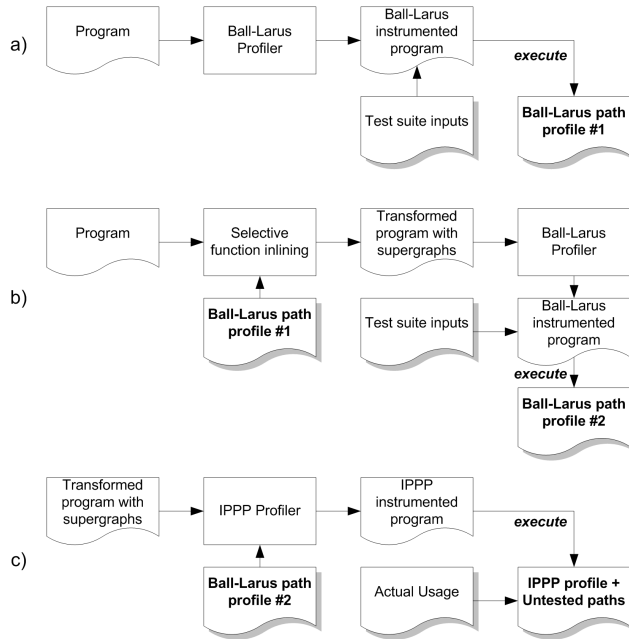 a)
Program
Ball-Larus
Profiler
Ball-Larus
instrumented
program
execute
Test suite inputs
Ball-Larus path
profile #1
b)
Program
Selective
function inlining
Transformed
program with
supergraphs
Ball-Larus
Profiler
Ball-Larus path
profile #1
Test suite inputs
Ball-Larus
instrumented
program
execute
Ball-Larus path
profile #2
c)
Transformed
program with
supergraphs
IPPP Profiler
IPPP
instrumented
program
execute
Ball-Larus path
profile #2
Actual Usage
IPPP profile +
Untested paths